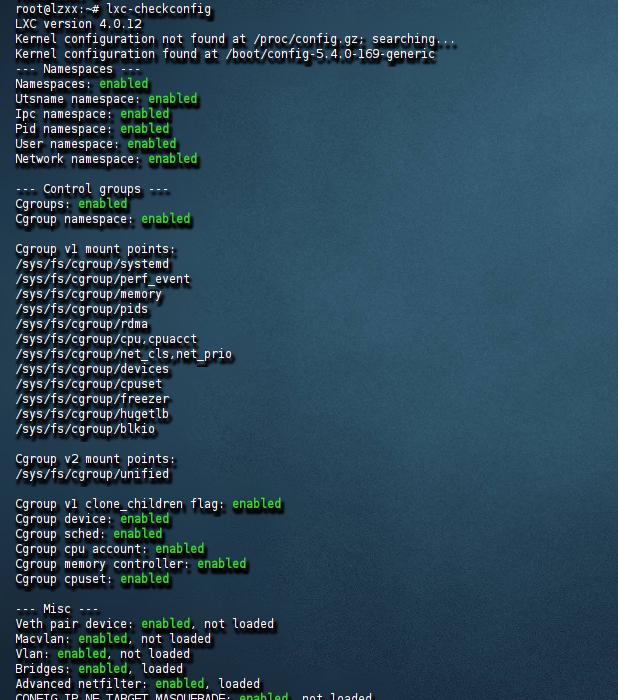 root@lzxx:~# lxc-checkconfig
LXC version 4.0.12
Kernel configuration not found at /proc/config.gz; searching...
Kernel configuration found at /boot/config-5.4.0-169-generic
--- Namespaces ---
Namespaces: enabled
Utsname namespace: enabled
Ipc namespace: enabled
Pid namespace: enabled
User namespace: enabled
Network namespace: enabled

--- Control groups ---
Cgroups: enabled
Cgroup namespace: enabled

Cgroup v1 mount points:
/sys/fs/cgroup/systemd
/sys/fs/cgroup/perf_event
/sys/fs/cgroup/memory
/sys/fs/cgroup/pids
/sys/fs/cgroup/rdma
/sys/fs/cgroup/cpu,cpuacct
/sys/fs/cgroup/net_cls,net_prio
/sys/fs/cgroup/devices
/sys/fs/cgroup/cpuset
/sys/fs/cgroup/freezer
/sys/fs/cgroup/hugetlb
/sys/fs/cgroup/blkio

Cgroup v2 mount points:
/sys/fs/cgroup/unified

Cgroup v1 clone_children flag: enabled
Cgroup device: enabled
Cgroup sched: enabled
Cgroup cpu account: enabled
Cgroup memory controller: enabled
Cgroup cpuset: enabled

--- Misc ---
Veth pair device: enabled, not loaded
Macvlan: enabled, not loaded
Vlan: enabled, not loaded
Bridges: enabled, loaded
Advanced netfilter: enabled, loaded
CONFIG_IP_NF_TARGET_MASQUERADE: enabled, not loaded